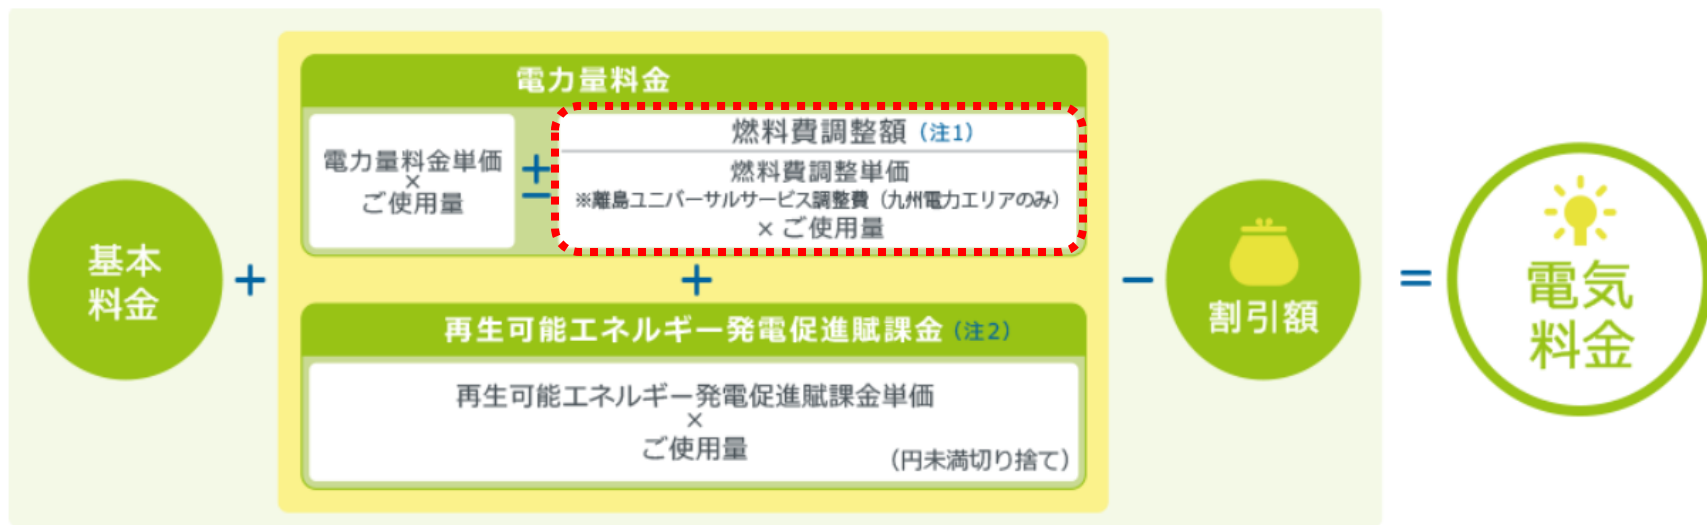 基本
料金
+
電力量料金
電力量料金単価
×
ご使用量
±
燃料費調整額(注1)
燃料費調整単価
※離島ユニバーサルサービス調整費(九州電力エリアのみ)
× ご使用量
+
再生可能エネルギー発電促進賦課金(注2)
再生可能エネルギー発電促進賦課金単価
×
ご使用量
(円未満切り捨て)
−
割引額
=
電気
料金